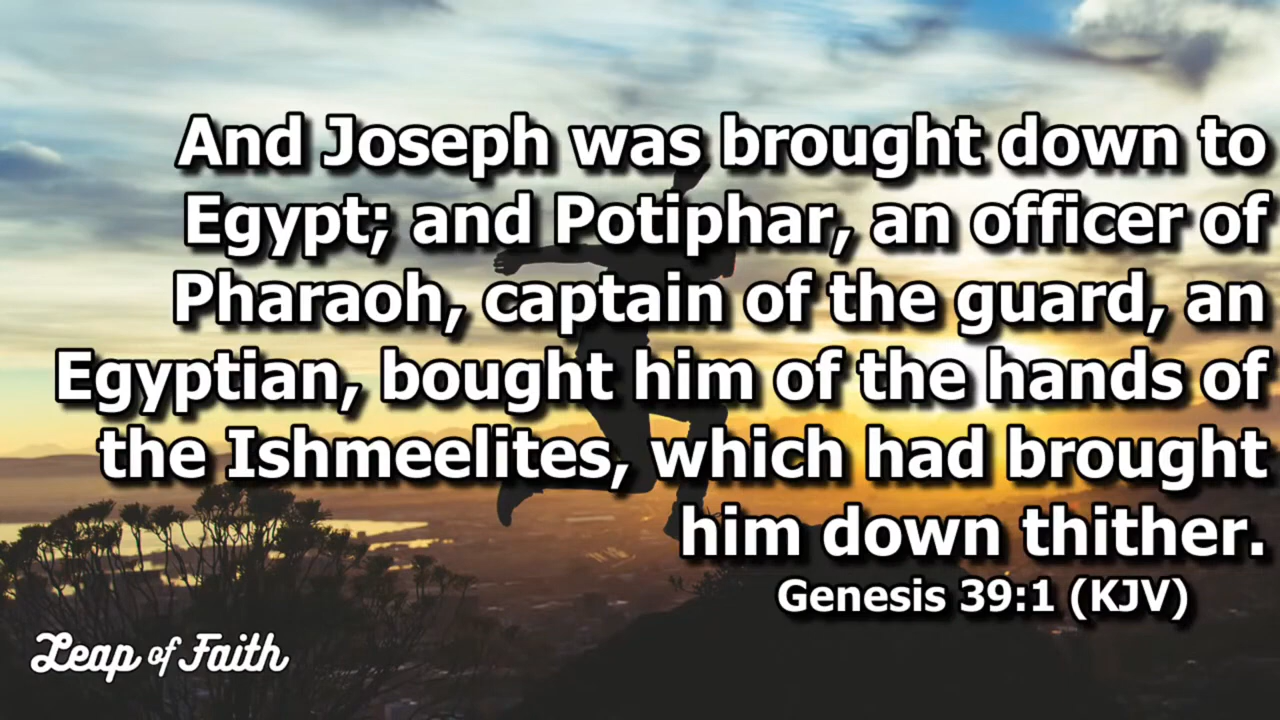 And Joseph was brought down to
Egypt; and Potiphar, an officer of
Pharaoh, captain of the guard, an
Egyptian, bought him of the hands of
the Ishmeelites, which had brought
him down thither.
Genesis 39:1 (KJV)
Leap of Faith